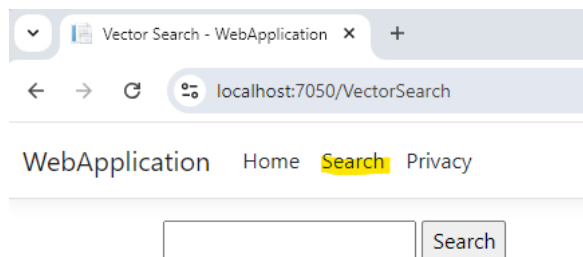 Vector Search - WebApplication
localhost:7050/VectorSearch
WebApplication Home Search Privacy
Search